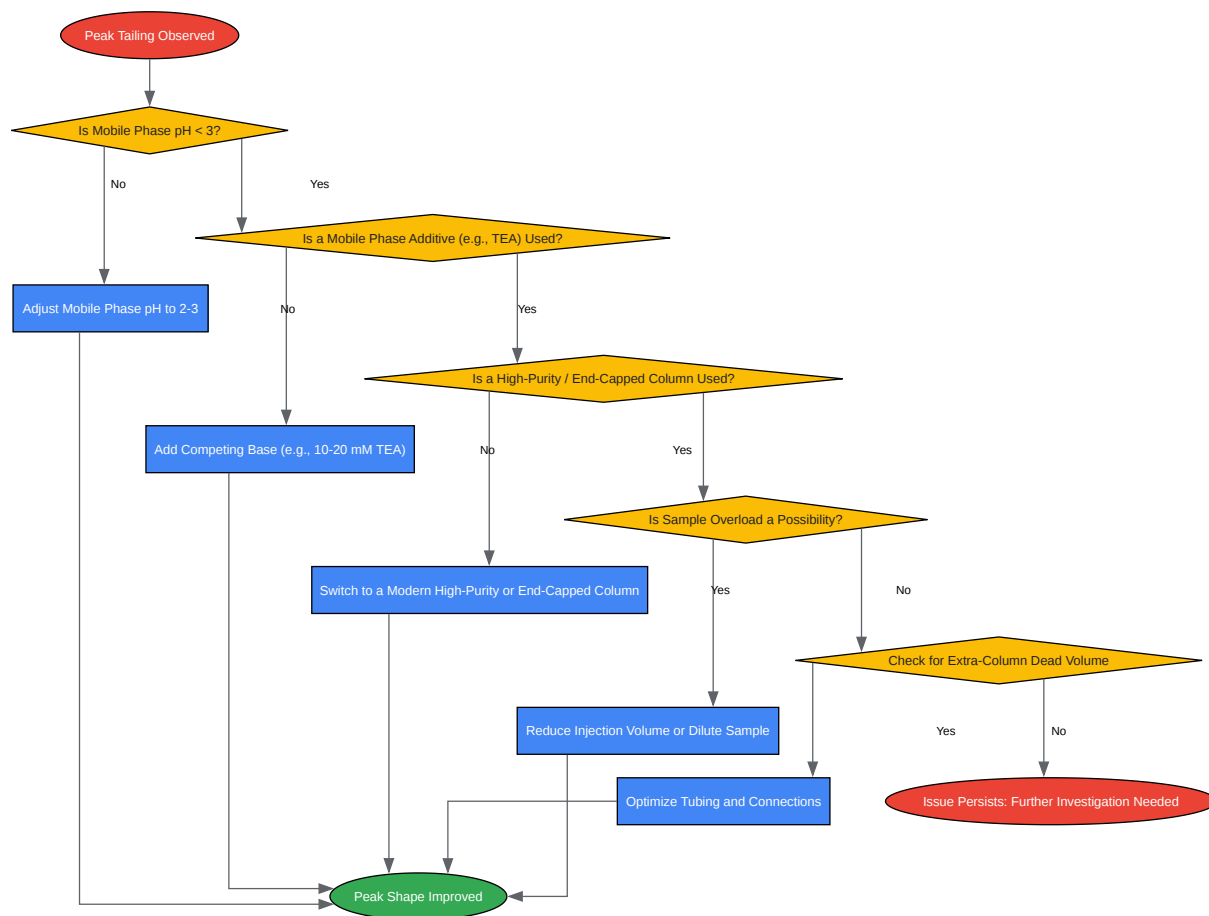 Peak Tailing Observed
Is Mobile Phase pH < 3?
No
Yes
Is a Mobile Phase Additive (e.g., TEA) Used?
Adjust Mobile Phase pH to 2-3
No
Yes
Is a High-Purity / End-Capped Column Used?
Add Competing Base (e.g., 10-20 mM TEA)
No
Yes
Is Sample Overload a Possibility?
Switch to a Modern High-Purity or End-Capped Column
Yes
No
Check for Extra-Column Dead Volume
Reduce Injection Volume or Dilute Sample
Yes
No
Optimize Tubing and Connections
Issue Persists: Further Investigation Needed
Peak Shape Improved